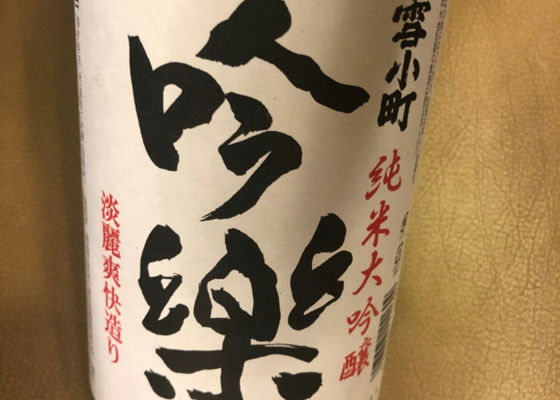 雪小町
純米大吟醸
吟樂
淡麗爽快造り